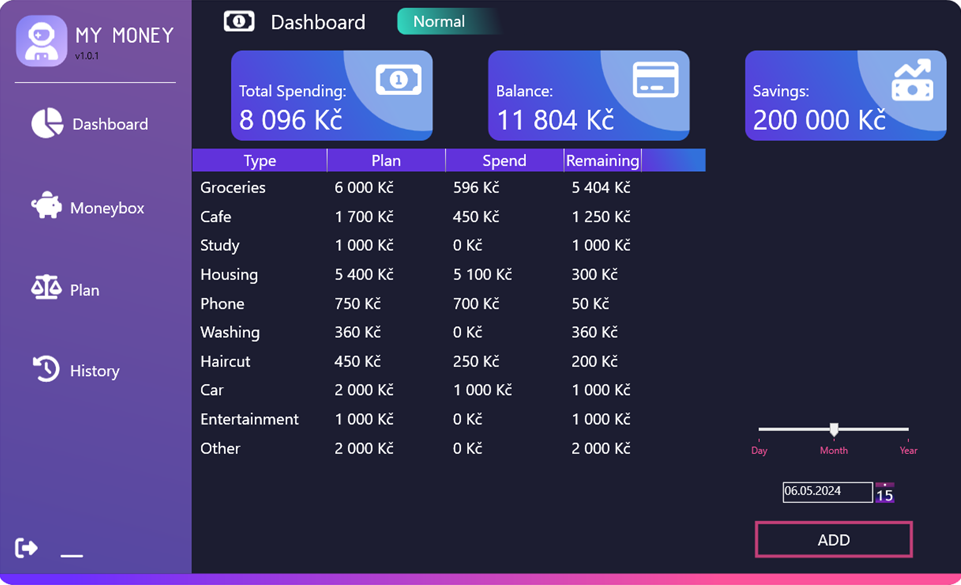 MY MONEY
v1.0.1
Dashboard
Moneybox
Plan
History
Dashboard
Normal
Total Spending:
8 096 Kč
Balance:
11 804 Kč
Savings:
200 000 Kč
Type Plan Spend Remaining
Groceries 6 000 Kč 596 Kč 5 404 Kč
Cafe 1 700 Kč 450 Kč 1 250 Kč
Study 1 000 Kč 0 Kč 1 000 Kč
Housing 5 400 Kč 5 100 Kč 300 Kč
Phone 750 Kč 700 Kč 50 Kč
Washing 360 Kč 0 Kč 360 Kč
Haircut 450 Kč 250 Kč 200 Kč
Car 2 000 Kč 1 000 Kč 1 000 Kč
Entertainment 1 000 Kč 0 Kč 1 000 Kč
Other 2 000 Kč 0 Kč 2 000 Kč
Day Month Year
06.05.2024 15
ADD